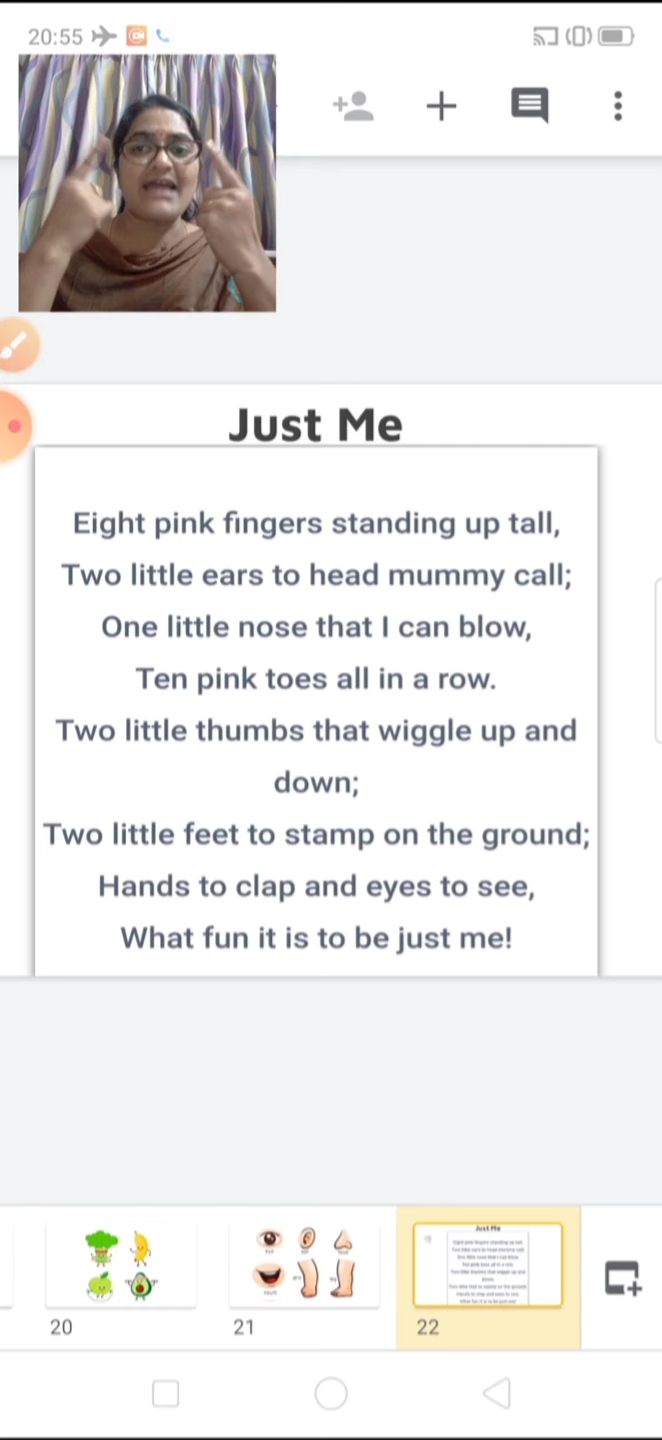 20:55
Just Me
Eight pink fingers standing up tall,
Two little ears to head mummy call;
One little nose that I can blow,
Ten pink toes all in a row.
Two little thumbs that wiggle up and
down;
Two little feet to stamp on the ground;
Hands to clap and eyes to see,
What fun it is to be just me!
Just Me
20
21
22